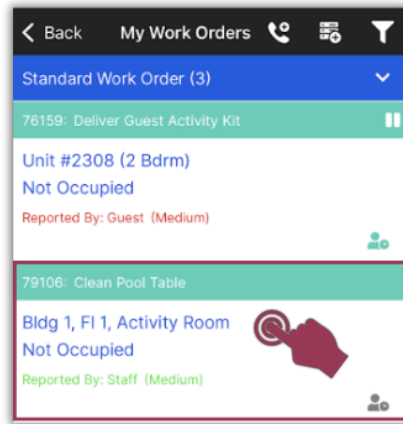 Back My Work Orders
Standard Work Order (3)
76159: Deliver Guest Activity Kit
Unit #2308 (2 Bdrm)
Not Occupied
Reported By: Guest (Medium)
79106: Clean Pool Table
Bldg 1, Fl 1, Activity Room
Not Occupied
Reported By: Staff (Medium)